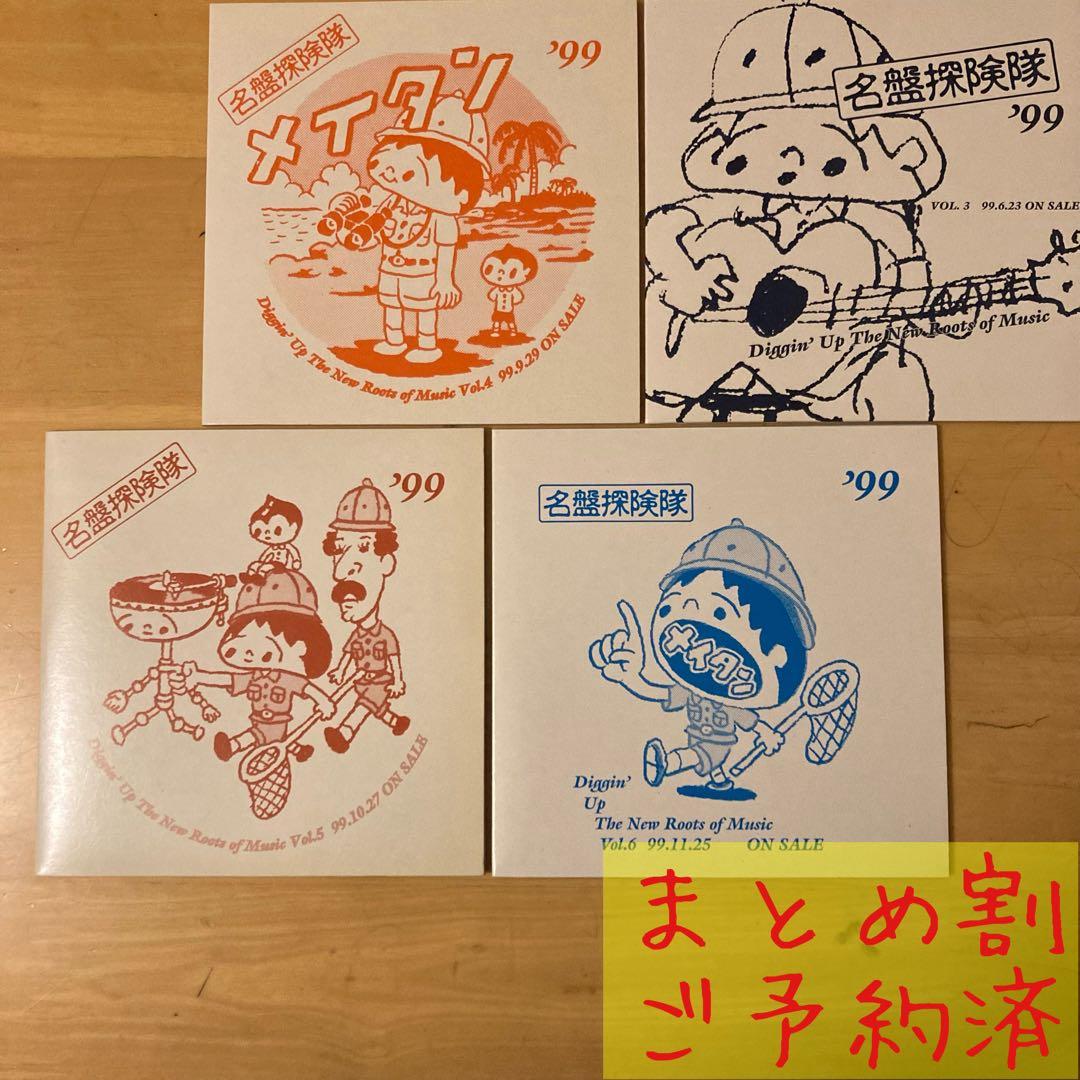 名盤探険隊
'99
メイタン
Diggin' Up The New Roots of Music Vol.4 99.9.29 ON SALE
名盤探険隊
'99
VOL. 3 99.6.23 ON SALE
Diggin' Up The New Roots of Music
名盤探険隊
'99
Diggin' Up The New Roots of Music Vol.5 99.10.27 ON SALE
名盤探険隊
'99
メイタン
Diggin'
Up
The New Roots of Music
Vol.6 99.11.25 ON SALE
まとめ割
ご予約済